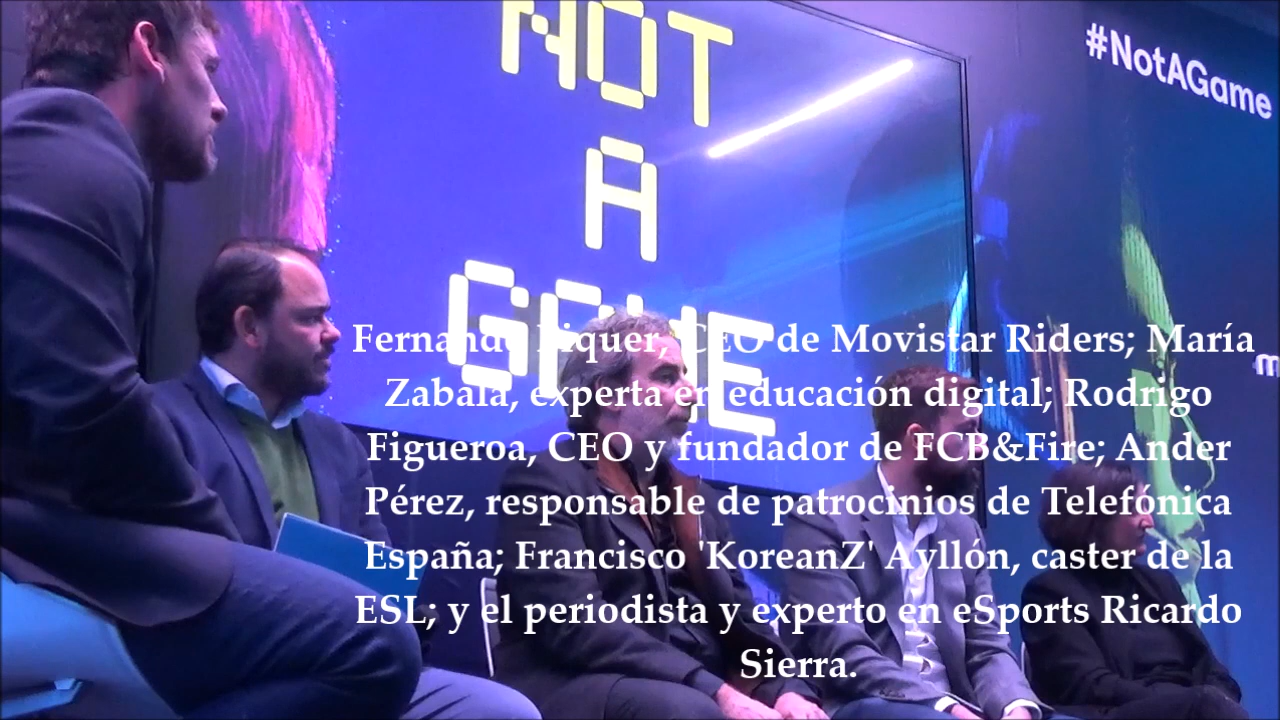 NOT
A
GAME
#NotAGame
m
Fernando Piquer, CEO de Movistar Riders; María
Zabala, experta en educación digital; Rodrigo
Figueroa, CEO y fundador de FCB&Fire; Ander
Pérez, responsable de patrocinios de Telefónica
España; Francisco 'KoreanZ' Ayllón, caster de la
ESL; y el periodista y experto en eSports Ricardo
Sierra.